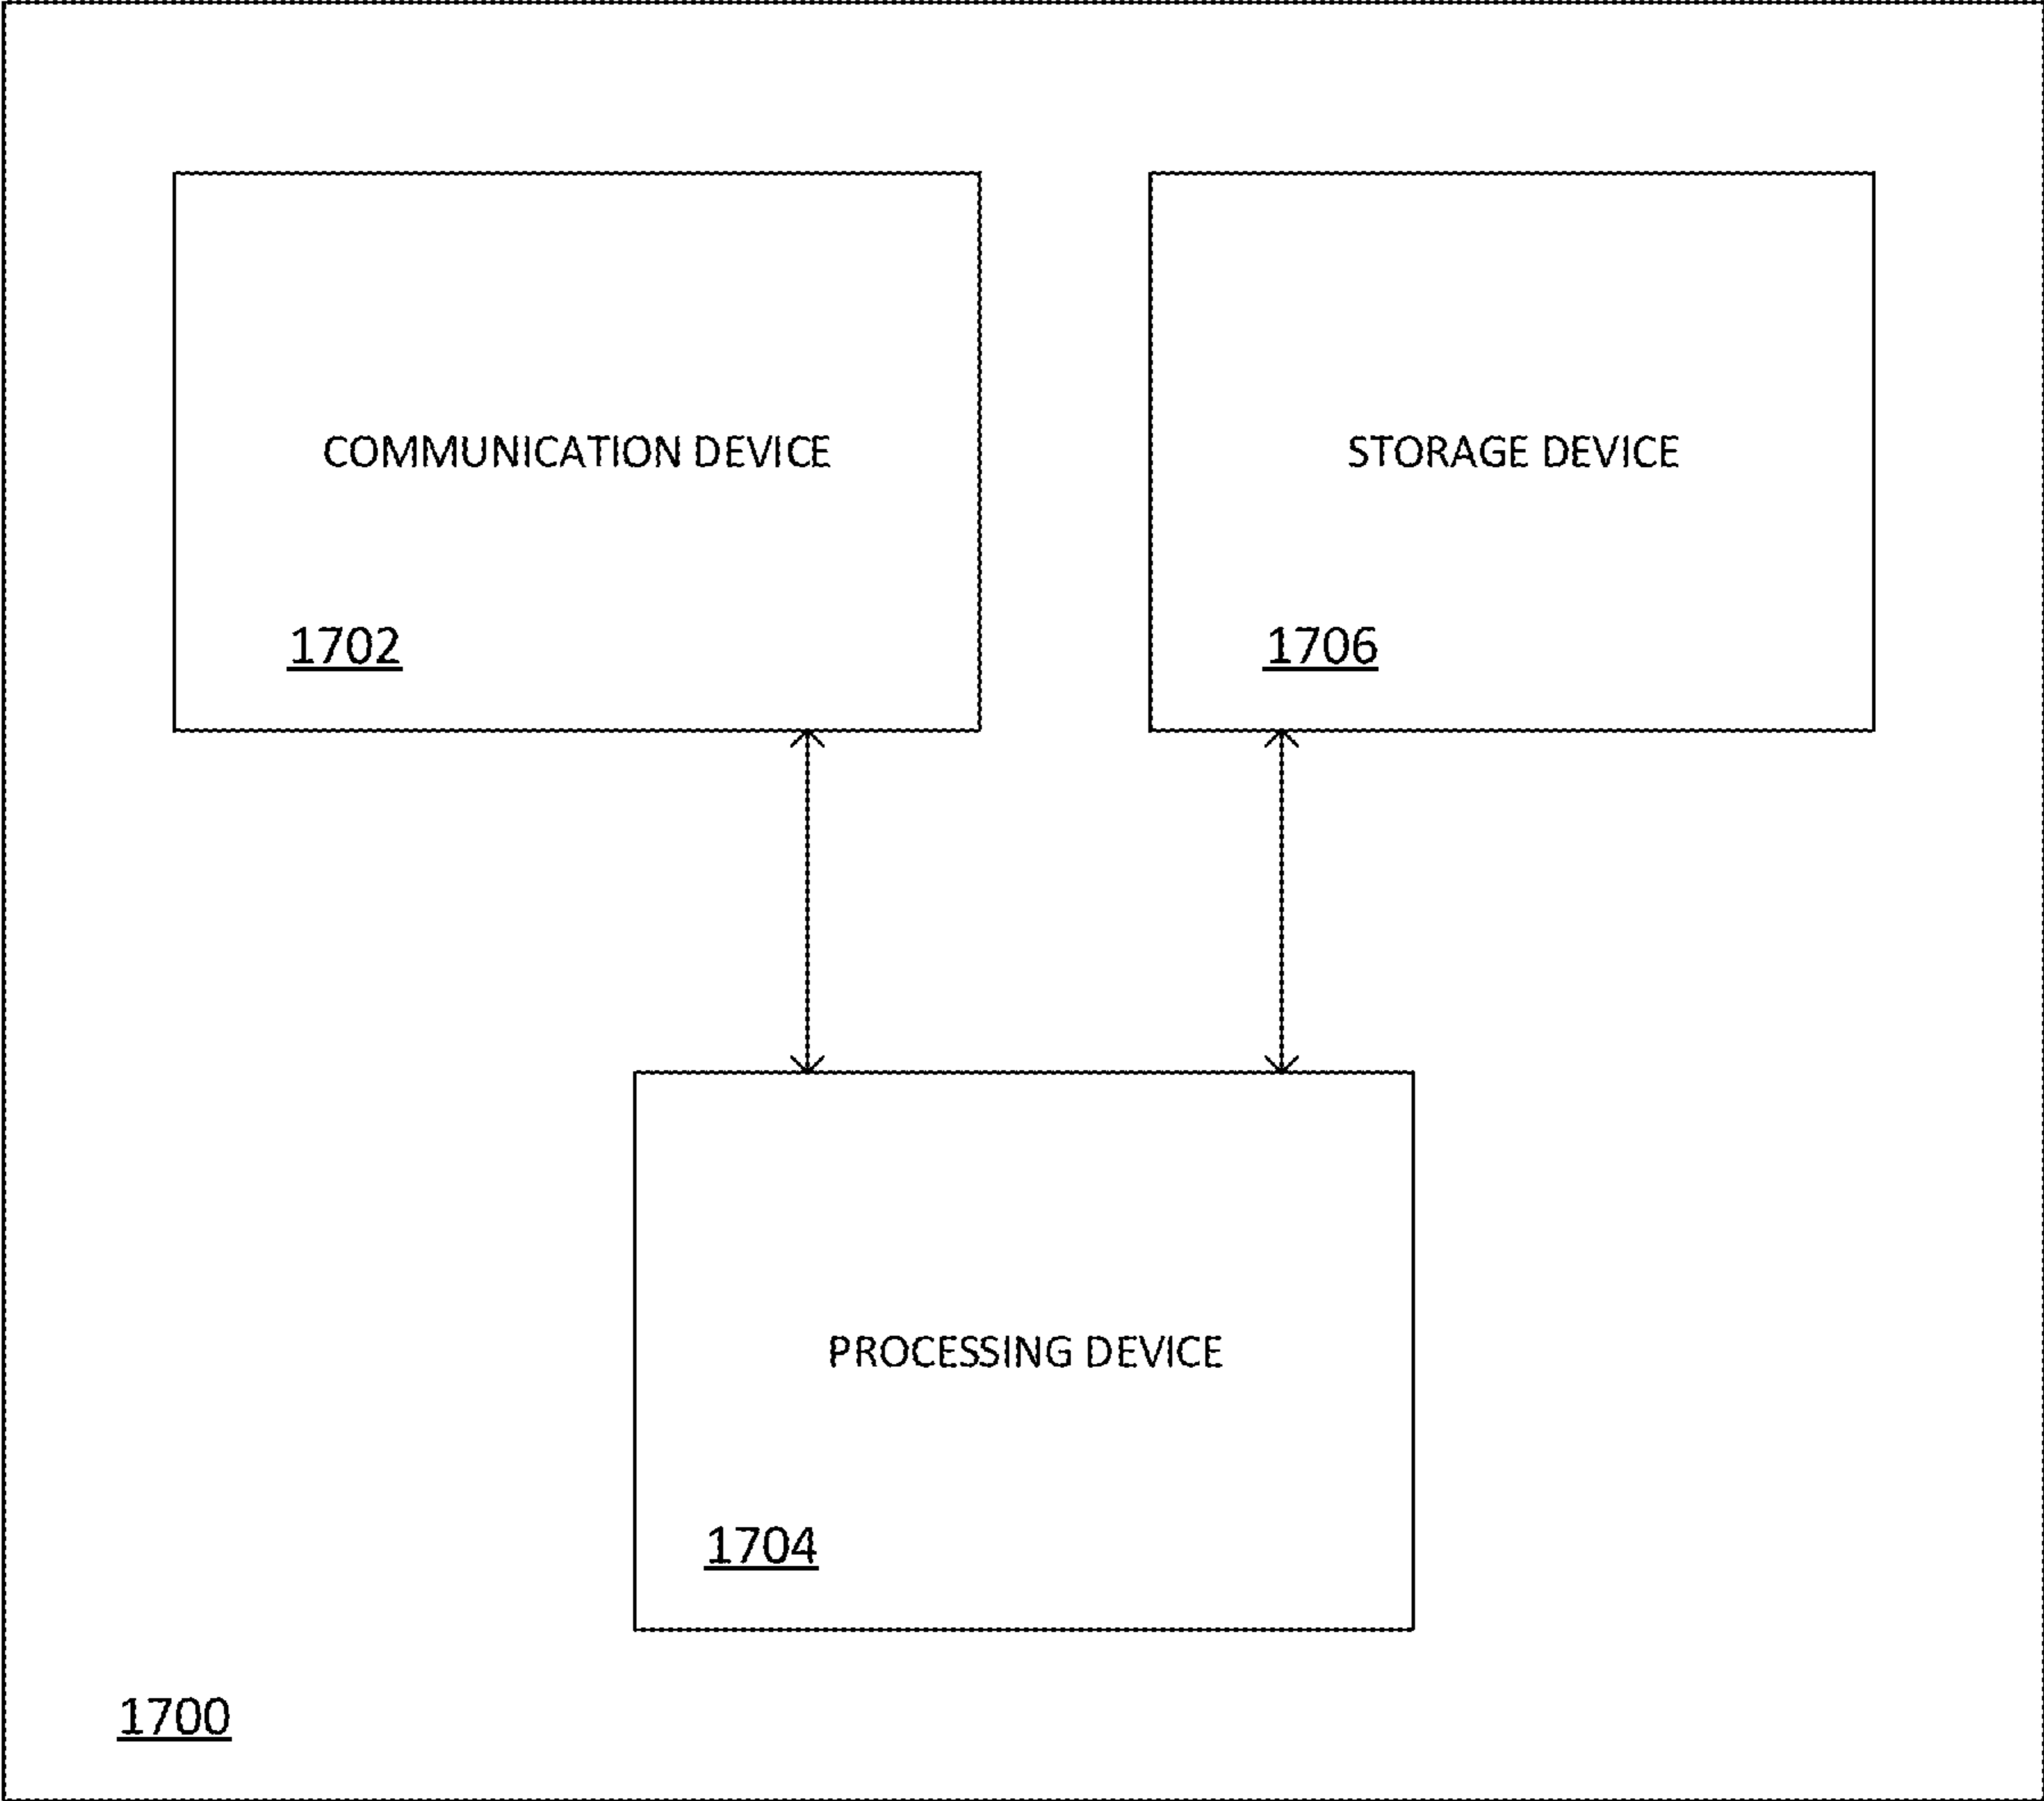 COMMUNICATION DEVICE
1702
STORAGE DEVICE
1706
PROCESSING DEVICE
1704
1700